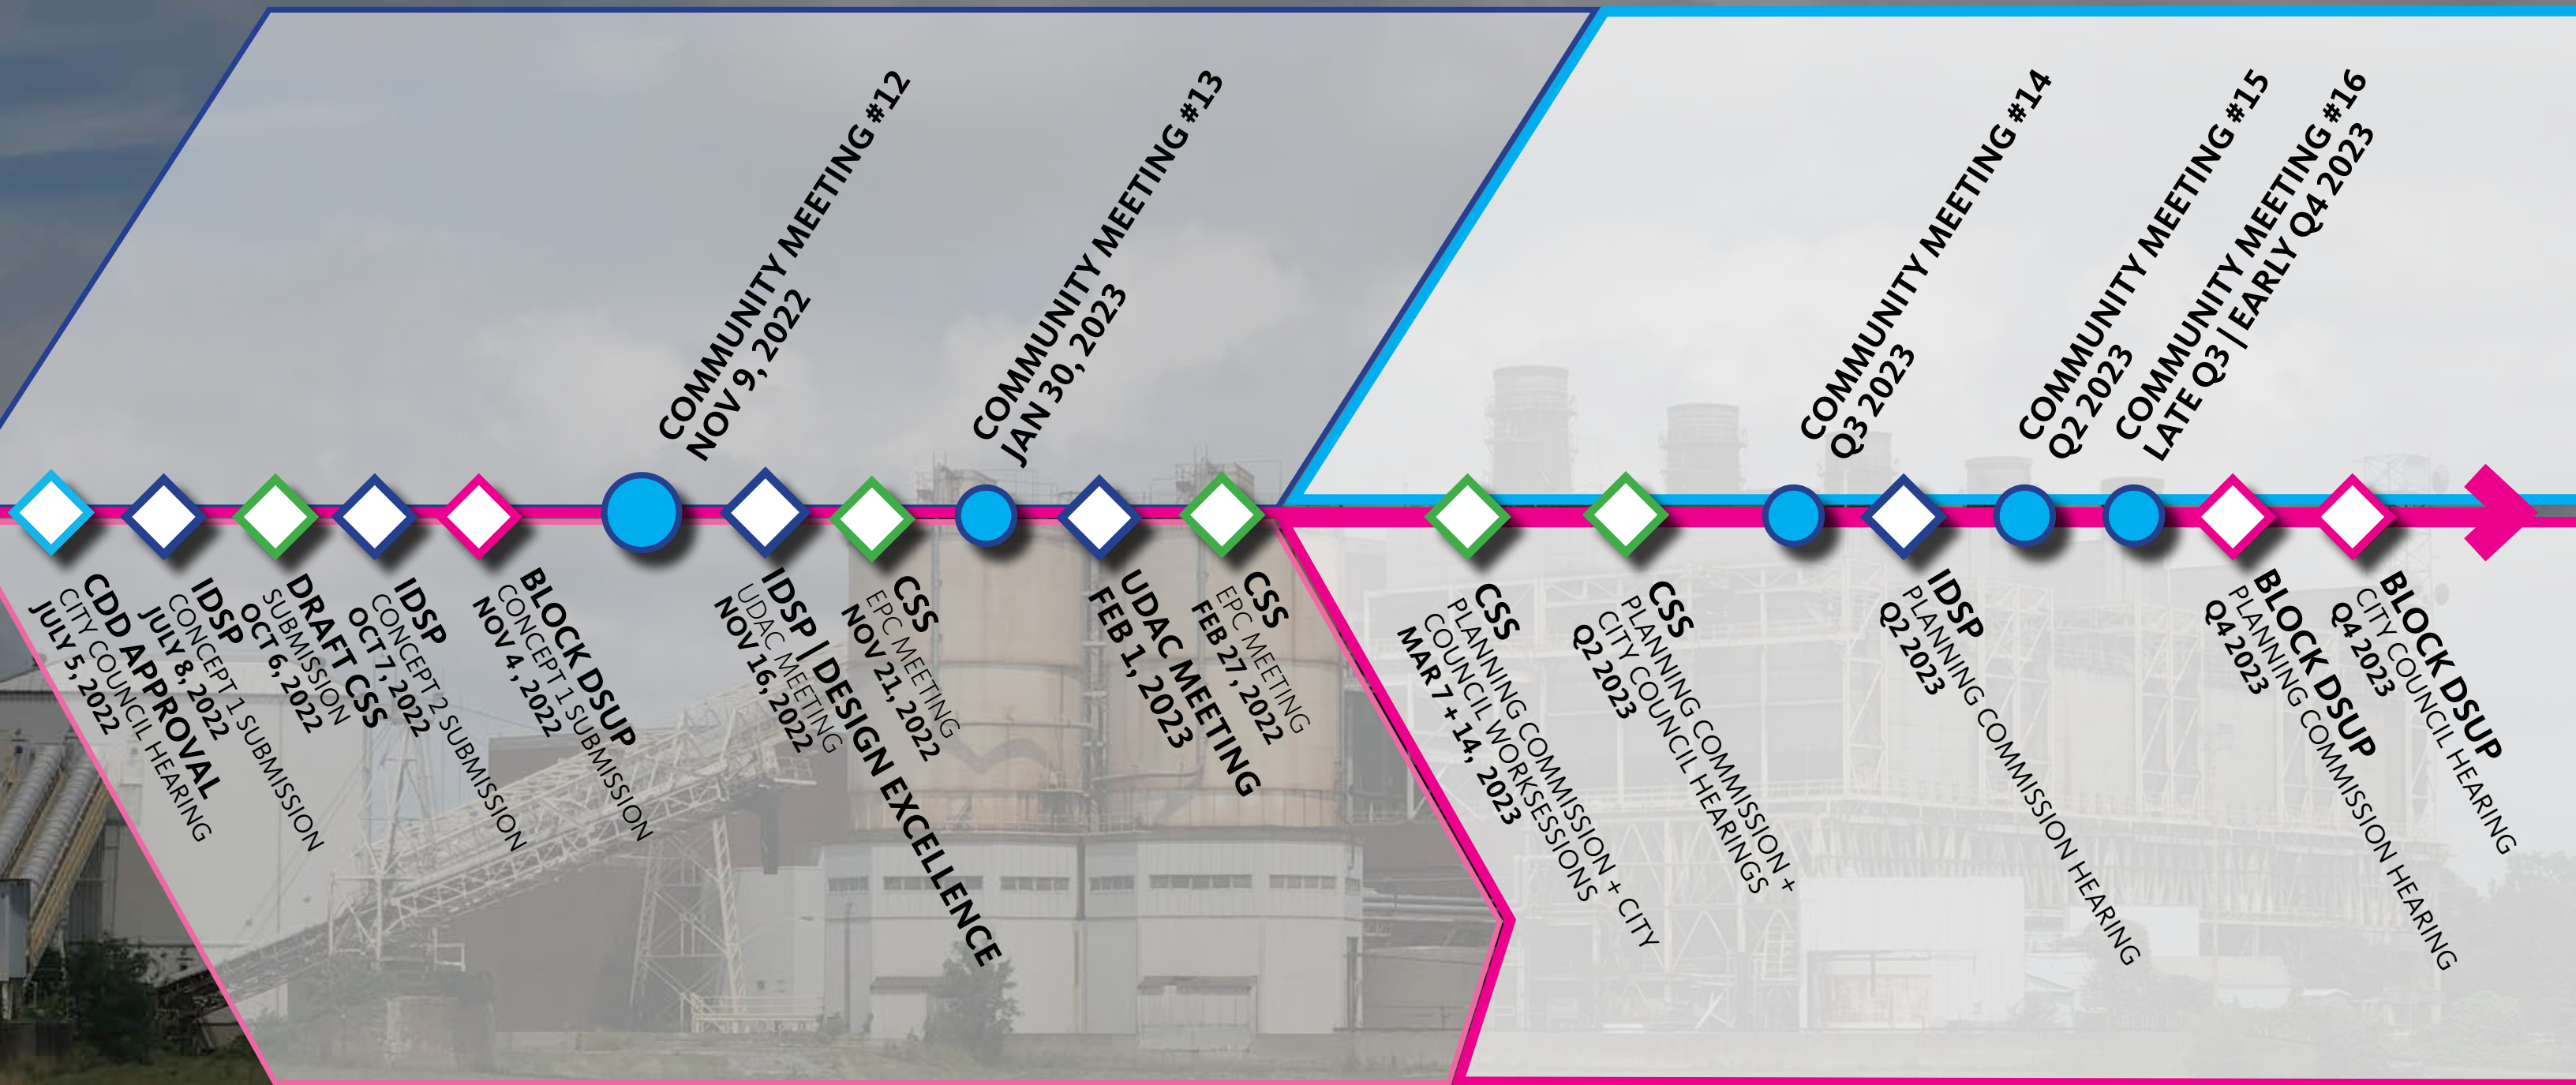 COMMUNITY MEETING #12
NOV 9, 2022
COMMUNITY MEETING #13
JAN 30, 2023
COMMUNITY MEETING #14
Q3 2023
COMMUNITY MEETING #15
Q2 2023
COMMUNITY MEETING #16
LATE Q3 | EARLY Q4 2023
CDD APPROVAL
CITY COUNCIL HEARING
JULY 5, 2022
IDSP
CONCEPT 1 SUBMISSION
JULY 8, 2022
DRAFT CSS
SUBMISSION
OCT 6, 2022
IDSP
CONCEPT 2 SUBMISSION
OCT 7, 2022
BLOCK DSUP
CONCEPT 1 SUBMISSION
NOV 4, 2022
IDSP | DESIGN EXCELLENCE
UDAC MEETING
NOV 16, 2022
CSS
EPC MEETING
NOV 21, 2022
UDAC MEETING
FEB 1, 2023
CSS
EPC MEETING
FEB 27, 2022
CSS
PLANNING COMMISSION + CITY
COUNCIL WORKSESSIONS
MAR 7 + 14, 2023
CSS
PLANNING COMMISSION +
CITY COUNCIL HEARINGS
Q2 2023
IDSP
PLANNING COMMISSION HEARING
Q2 2023
BLOCK DSUP
PLANNING COMMISSION HEARING
Q4 2023
BLOCK DSUP
CITY COUNCIL HEARING
Q4 2023